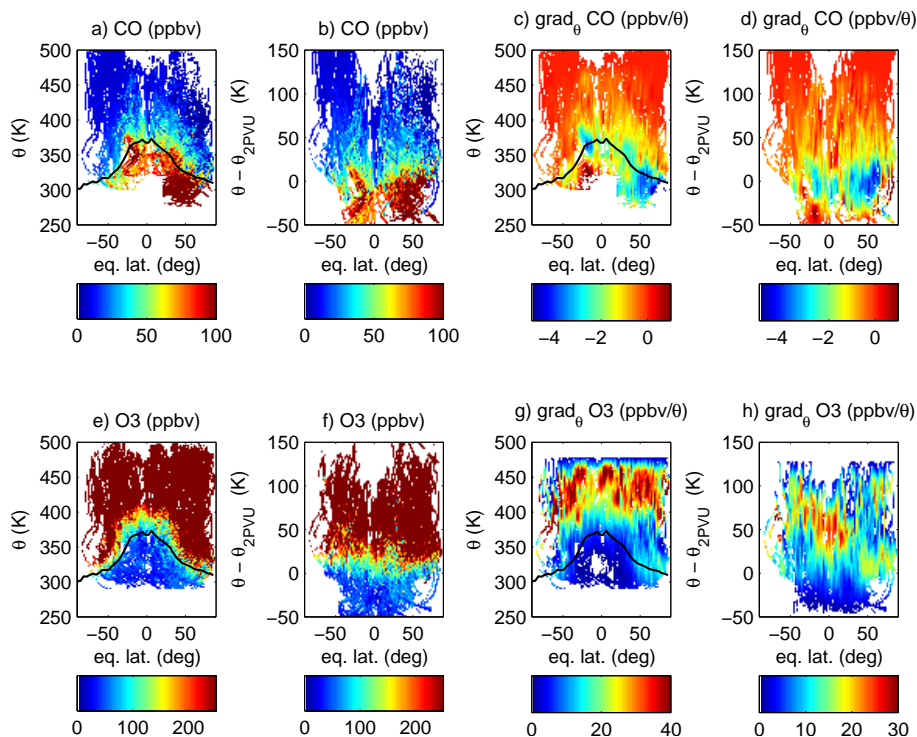 a) CO (ppbv)
b) CO (ppbv)
c) grad_θ CO (ppbv/θ)
d) grad_θ CO (ppbv/θ)
500
450
400
350
300
250
θ (K)
−50 0 50
eq. lat. (deg)
0 50 100
150
100
50
0
−50
θ − θ_2PVU (K)
−50 0 50
eq. lat. (deg)
0 50 100
500
450
400
350
300
250
θ (K)
−50 0 50
eq. lat. (deg)
−4 −2 0
150
100
50
0
−50
θ − θ_2PVU (K)
−50 0 50
eq. lat. (deg)
−4 −2 0
e) O3 (ppbv)
f) O3 (ppbv)
g) grad_θ O3 (ppbv/θ)
h) grad_θ O3 (ppbv/θ)
500
450
400
350
300
250
θ (K)
−50 0 50
eq. lat. (deg)
0 100 200
150
100
50
0
−50
θ − θ_2PVU (K)
−50 0 50
eq. lat. (deg)
0 100 200
500
450
400
350
300
250
θ (K)
−50 0 50
eq. lat. (deg)
0 20 40
150
100
50
0
−50
θ − θ_2PVU (K)
−50 0 50
eq. lat. (deg)
0 10 20 30